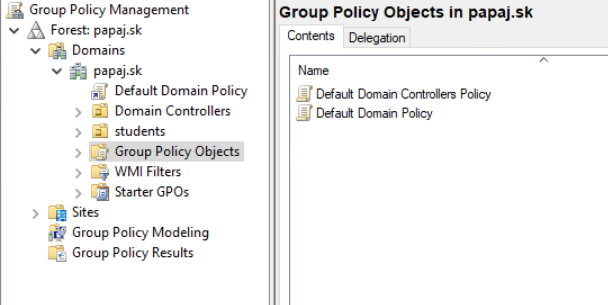 Group Policy Management
Forest: papaj.sk
Domains
papaj.sk
Default Domain Policy
Domain Controllers
students
Group Policy Objects
WMI Filters
Starter GPOs
Sites
Group Policy Modeling
Group Policy Results
Group Policy Objects in papaj.sk
Contents Delegation
Name
Default Domain Controllers Policy
Default Domain Policy